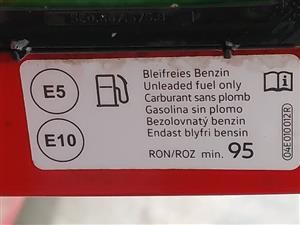 E5
E10
Bleifreies Benzin
Unleaded fuel only
Carburant sans plomb
Gasolina sin plomo
Bezolovnatý benzin
Endast blyfri bensin
RON/ROZ min. 95
04E010012R